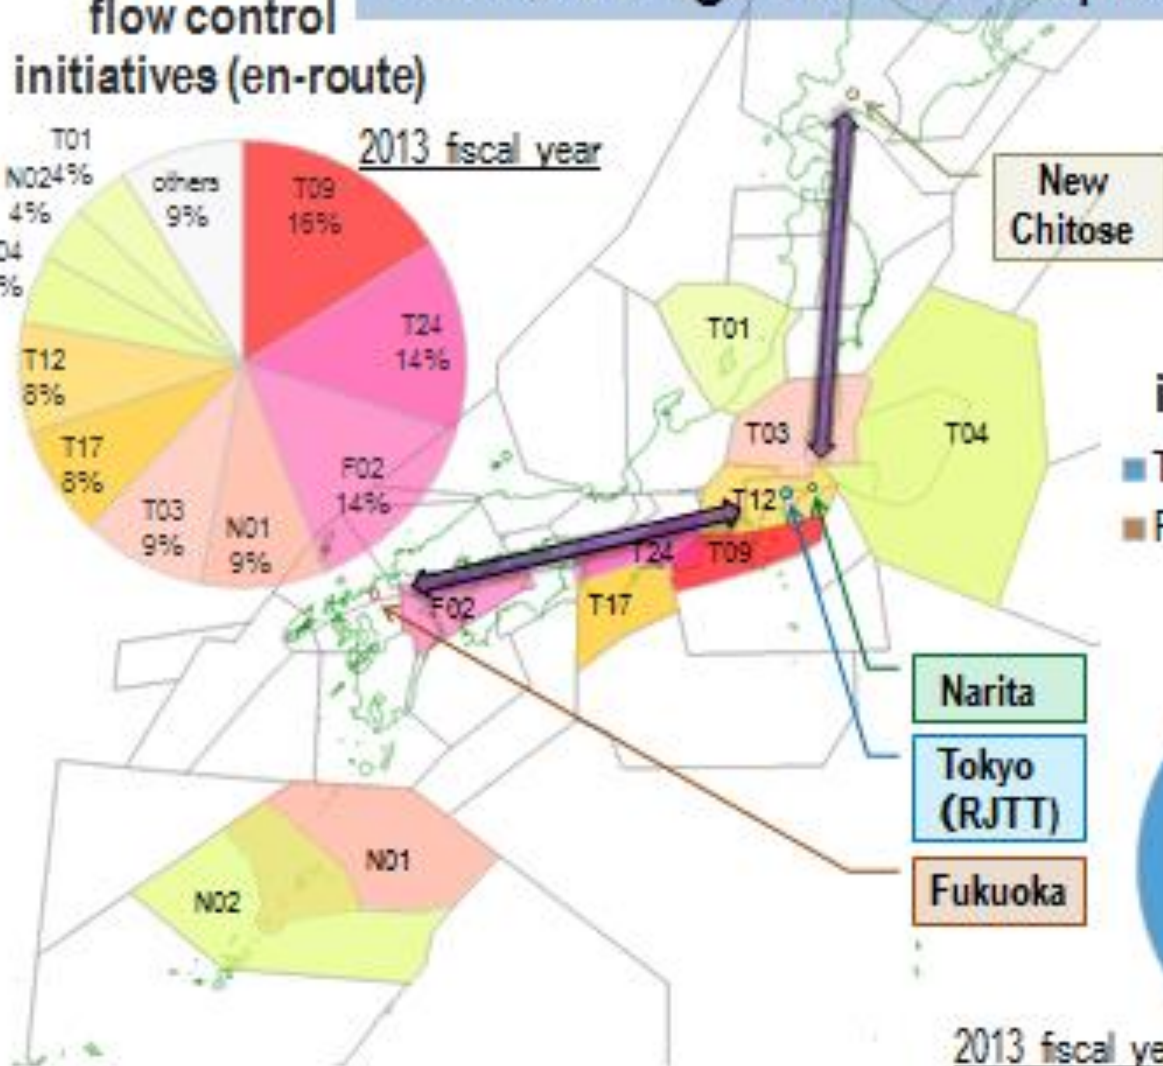 flow control
initiatives (en-route)
2013 fiscal year
T01
4%
N02
4%
04
%
others
9%
T09
16%
T24
14%
F02
14%
N01
9%
T03
9%
T17
8%
T12
8%
New
Chitose
T01
T03
T04
T12
T24
T09
F02
T17
Narita
Tokyo
(RJTT)
Fukuoka
N01
N02
2013 fiscal ye